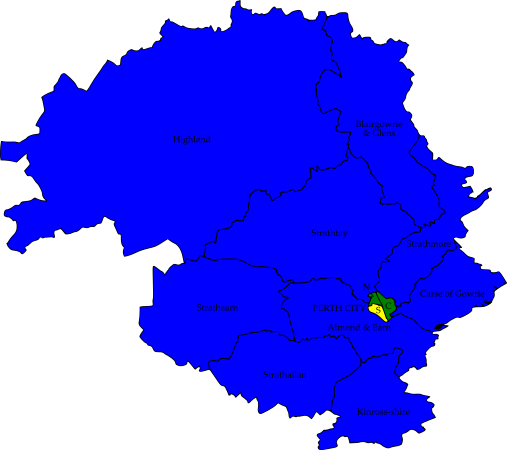 Blairgowrie
& Glens
Highland
Strathtay
Strathmore
N
Carse of Gowrie
C
Strathearn
PERTH CITY
S
Almond & Earn
Strathallan
Kinross-shire